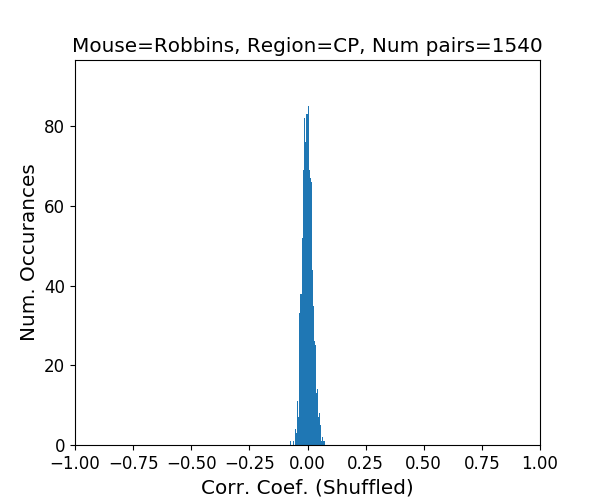 Mouse=Robbins, Region=CP, Num pairs=1540
Num. Occurances
80
60
40
20
0
−1.00 −0.75 −0.50 −0.25 0.00 0.25 0.50 0.75 1.00
Corr. Coef. (Shuffled)